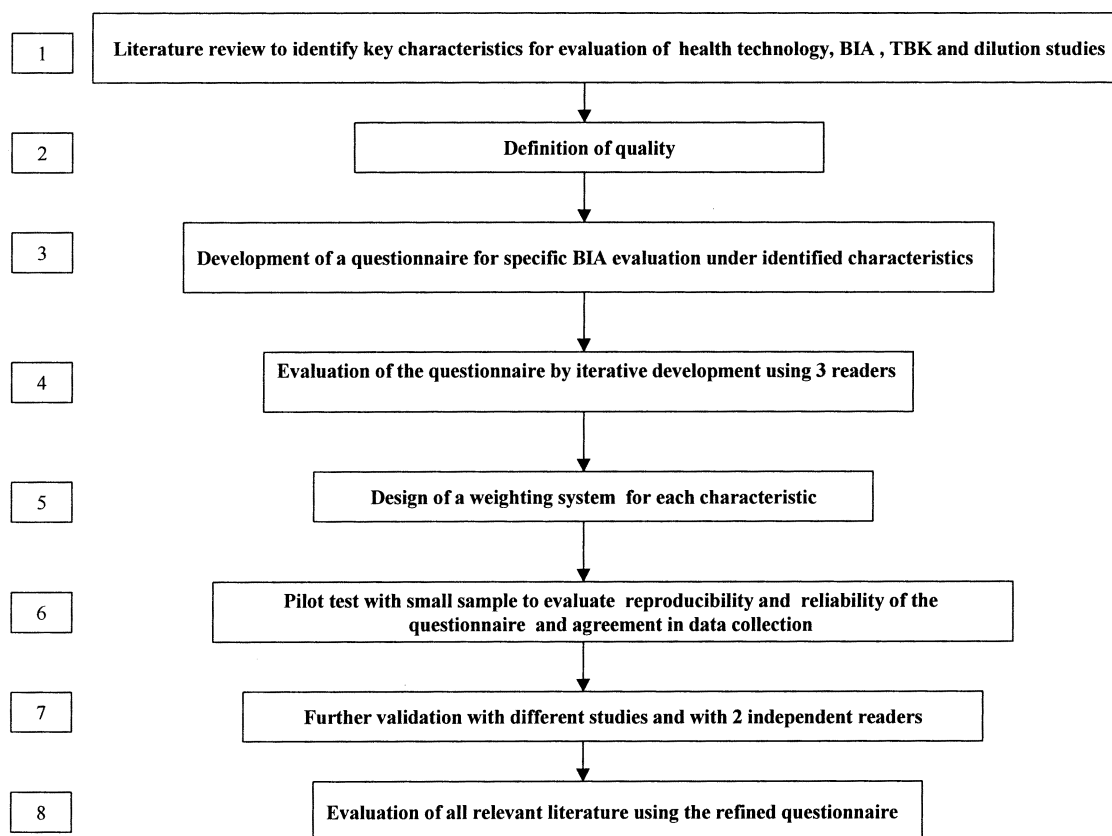 1
Literature review to identify key characteristics for evaluation of health technology, BIA , TBK and dilution studies
2
Definition of quality
3
Development of a questionnaire for specific BIA evaluation under identified characteristics
4
Evaluation of the questionnaire by iterative development using 3 readers
5
Design of a weighting system for each characteristic
6
Pilot test with small sample to evaluate reproducibility and reliability of the
questionnaire and agreement in data collection
7
Further validation with different studies and with 2 independent readers
8
Evaluation of all relevant literature using the refined questionnaire